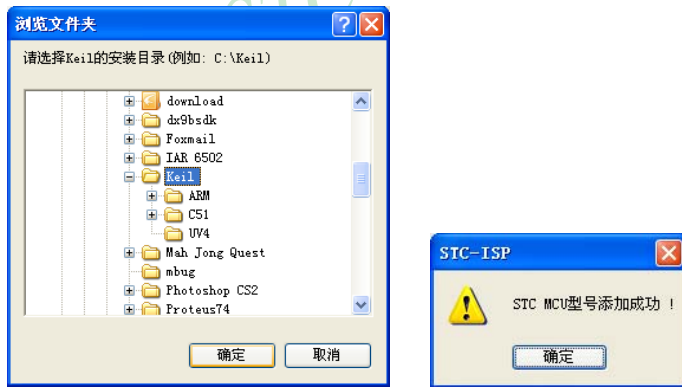 浏览文件夹
请选择Keil的安装目录(例如: C:\Keil)
download
dx9bsdk
Foxmail
IAR 6502
Keil
ARM
C51
UV4
Mah Jong Quest
mbug
Photoshop CS2
Proteus74
确定
取消
STC-ISP
STC MCU型号添加成功 !
确定